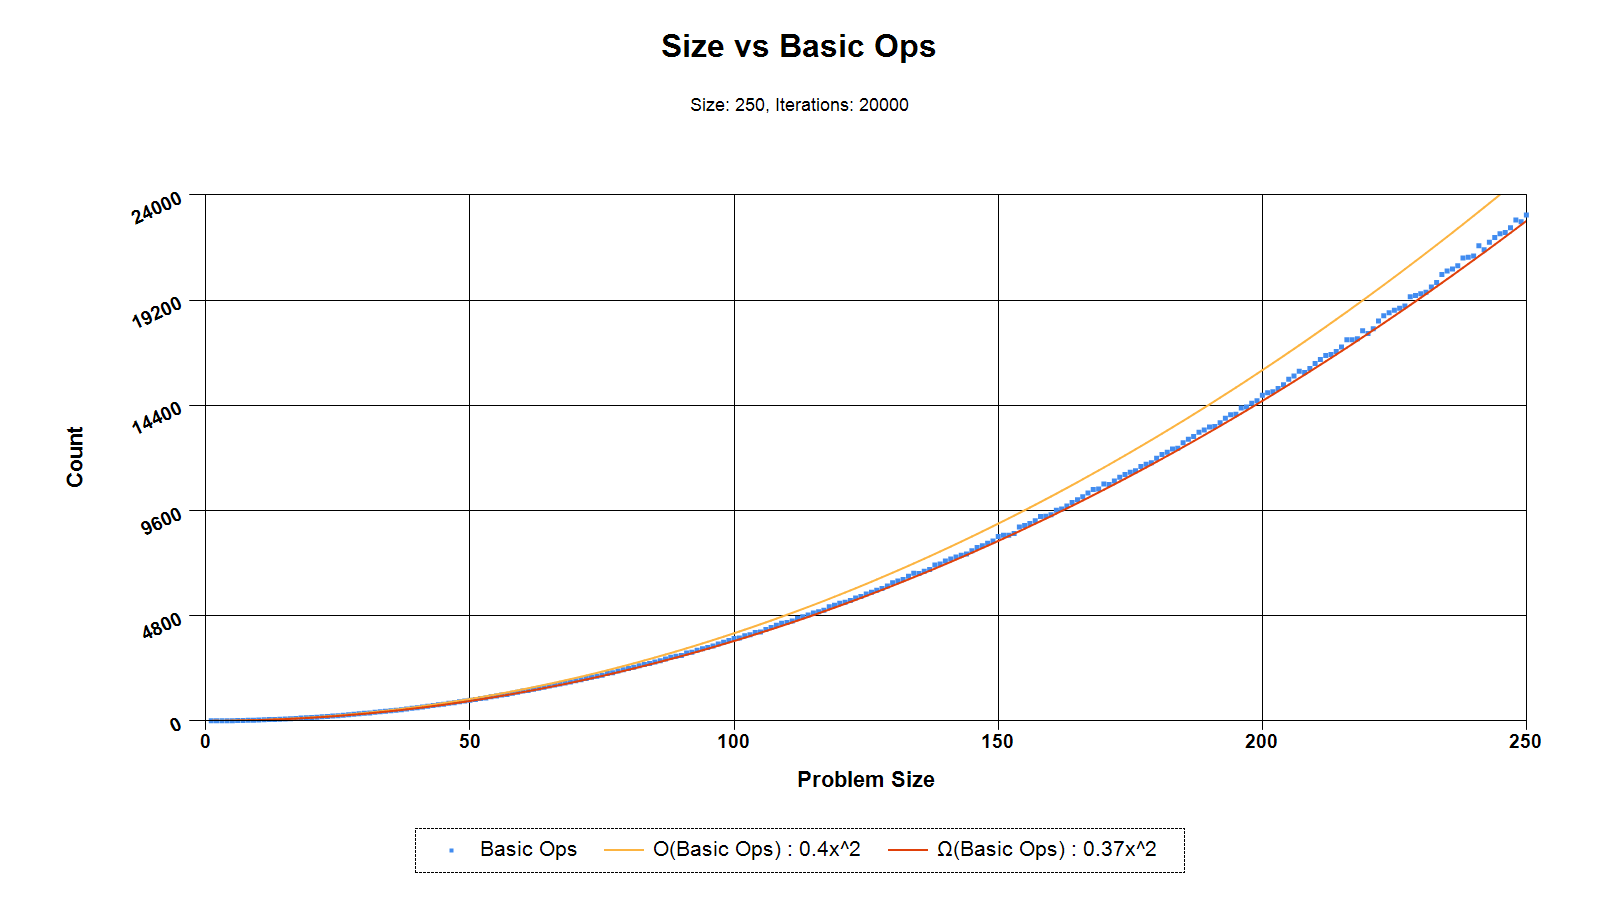 Size vs Basic Ops
Size: 250, Iterations: 20000
24000
19200
14400
9600
4800
0
Count
0 50 100 150 200 250
Problem Size
Basic Ops O(Basic Ops) : 0.4x^2 Ω(Basic Ops) : 0.37x^2